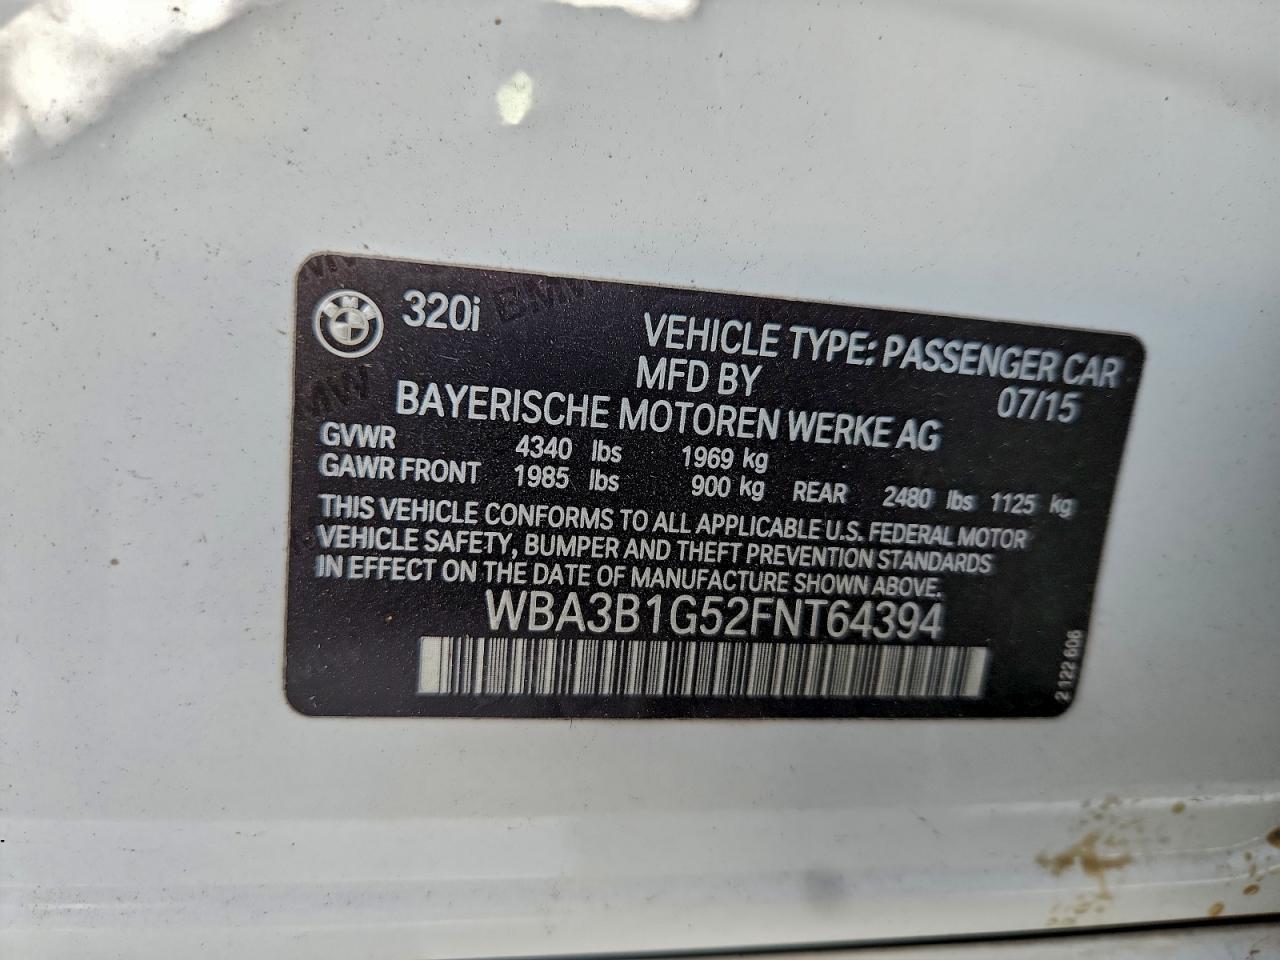 320i
VEHICLE TYPE: PASSENGER CAR
MFD BY 07/15
BAYERISCHE MOTOREN WERKE AG
GVWR 4340 lbs 1969 kg
GAWR FRONT 1985 lbs 900 kg REAR 2480 lbs 1125 kg
THIS VEHICLE CONFORMS TO ALL APPLICABLE U.S. FEDERAL MOTOR
VEHICLE SAFETY, BUMPER AND THEFT PREVENTION STANDARDS
IN EFFECT ON THE DATE OF MANUFACTURE SHOWN ABOVE.
WBA3B1G52FNT64394
2 122 606
BMW